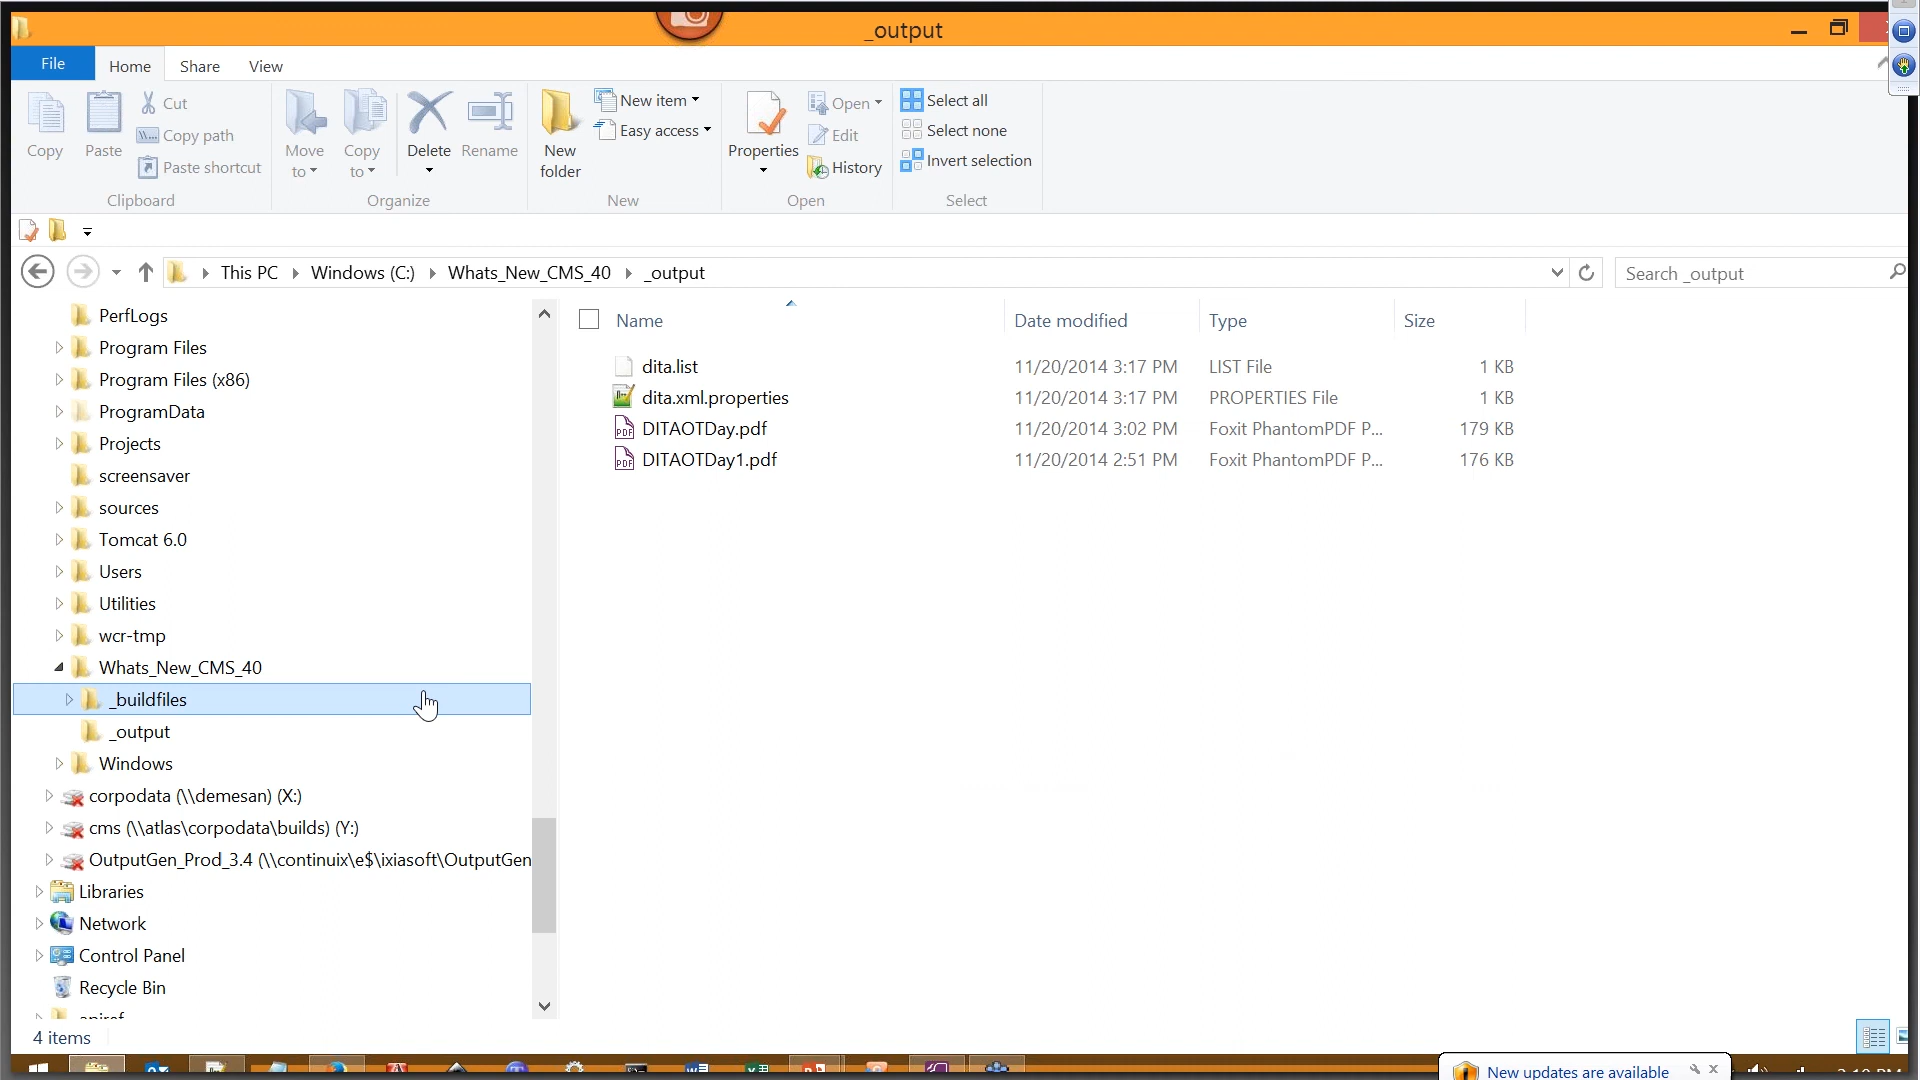 _output
File
Home
Share
View
Copy
Paste
Cut
Copy path
Paste shortcut
Clipboard
Move to
Copy to
Delete
Rename
Organize
New folder
New item
Easy access
New
Properties
Open
Edit
History
Open
Select all
Select none
Invert selection
Select
This PC
Windows (C:)
Whats_New_CMS_40
_output
Search _output
PerfLogs
Program Files
Program Files (x86)
ProgramData
Projects
screensaver
sources
Tomcat 6.0
Users
Utilities
wcr-tmp
Whats_New_CMS_40
_buildfiles
_output
Windows
corpodata (\\demesan) (X:)
cms (\\atlas\corpodata\builds) (Y:)
OutputGen_Prod_3.4 (\\continuix\e$\ixiasoft\OutputGen
Libraries
Network
Control Panel
Recycle Bin
Name Date modified Type Size
dita.list 11/20/2014 3:17 PM LIST File 1 KB
dita.xml.properties 11/20/2014 3:17 PM PROPERTIES File 1 KB
DITAOTDay.pdf 11/20/2014 3:02 PM Foxit PhantomPDF P... 179 KB
DITAOTDay1.pdf 11/20/2014 2:51 PM Foxit PhantomPDF P... 176 KB
4 items
New updates are available